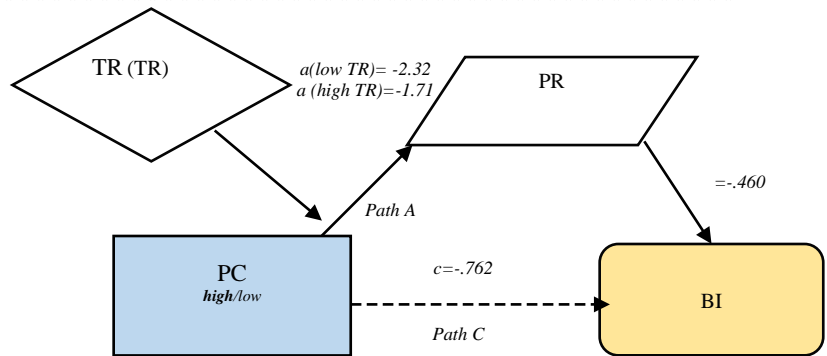 TR (TR)
a(low TR)= -2.32
a (high TR)=-1.71
PR
Path A
=-.460
PC
high/low
c=-.762
BI
Path C